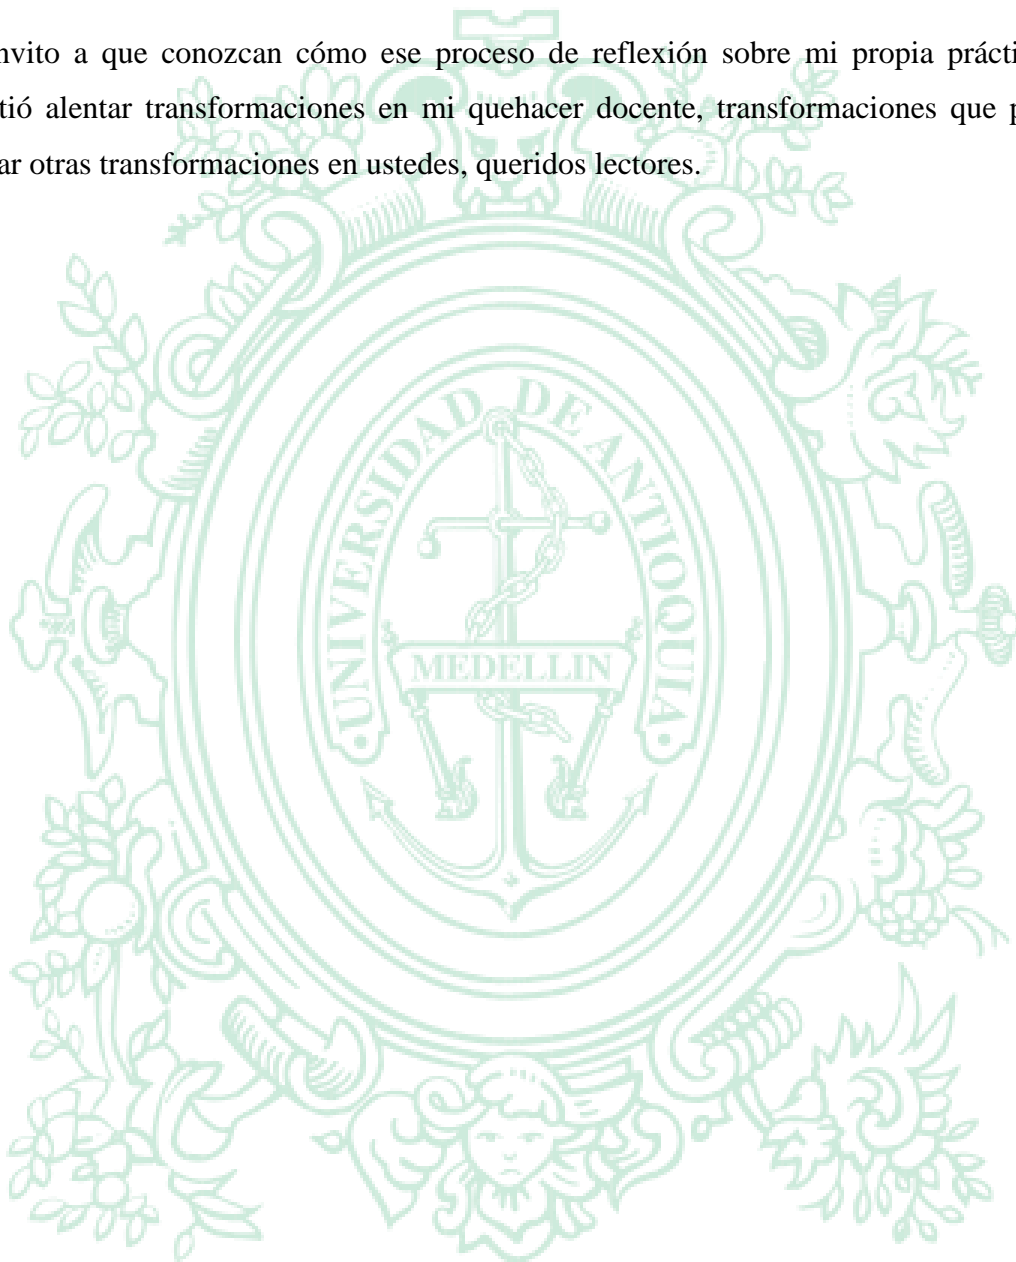 nvito a que conozcan cómo ese proceso de reflexión sobre mi propia prácti
tió alentar transformaciones en mi quehacer docente, transformaciones que p
ar otras transformaciones en ustedes, queridos lectores.
UNIVERSIDAD DE ANTIOQUIA
MEDELLIN